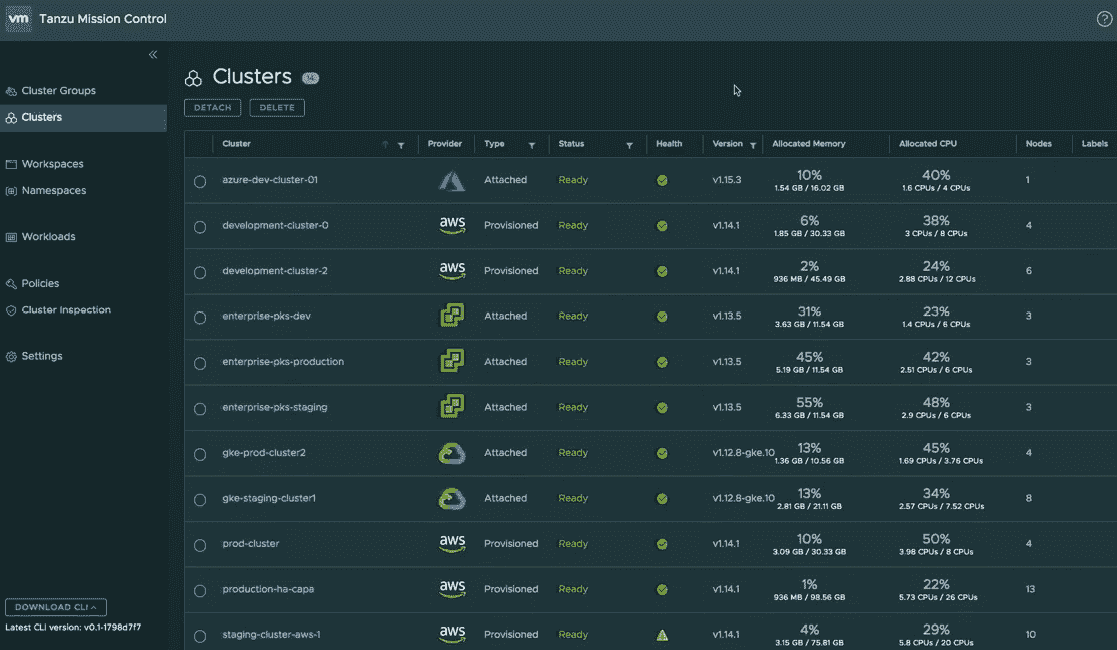 vm Tanzu Mission Control
?
«
Cluster Groups
Clusters
Workspaces
Namespaces
Workloads
Policies
Cluster Inspection
Settings
DOWNLOAD CLI
Latest CLI version: v0.1-1798d7f7
Clusters
DETACH DELETE
Cluster Provider Type Status Health Version Allocated Memory Allocated CPU Nodes Labels
azure-dev-cluster-01 Attached Ready v1.15.3 10% 40% 1
1.54 GB / 16.02 GB 1.6 CPUs / 4 CPUs
development-cluster-0 aws Provisioned Ready v1.14.1 6% 38% 4
1.85 GB / 30.33 GB 3 CPUs / 8 CPUs
development-cluster-2 aws Provisioned Ready v1.14.1 2% 24% 6
936 MB / 45.49 GB 2.88 CPUs / 12 CPUs
enterprise-pks-dev Attached Ready v1.13.5 31% 23% 3
3.63 GB / 11.54 GB 1.4 CPUs / 6 CPUs
enterprise-pks-production Attached Ready v1.13.5 45% 42% 3
5.19 GB / 11.54 GB 2.51 CPUs / 6 CPUs
enterprise-pks-staging Attached Ready v1.13.5 55% 48% 3
6.33 GB / 11.54 GB 2.9 CPUs / 6 CPUs
gke-prod-cluster2 Attached Ready v1.12.8-gke.10 13% 45% 4
1.36 GB / 10.56 GB 1.69 CPUs / 3.76 CPUs
gke-staging-cluster1 Attached Ready v1.12.8-gke.10 13% 34% 8
2.81 GB / 21.11 GB 2.57 CPUs / 7.52 CPUs
prod-cluster aws Provisioned Ready v1.14.1 10% 50% 4
3.09 GB / 30.33 GB 3.98 CPUs / 8 CPUs
production-ha-capa aws Provisioned Ready v1.14.1 1% 22% 13
936 MB / 98.56 GB 5.73 CPUs / 26 CPUs
staging-cluster-aws-1 aws Provisioned Ready v1.14.1 4% 29% 10
3.15 GB / 75.81 GB 5.8 CPUs / 20 CPUs